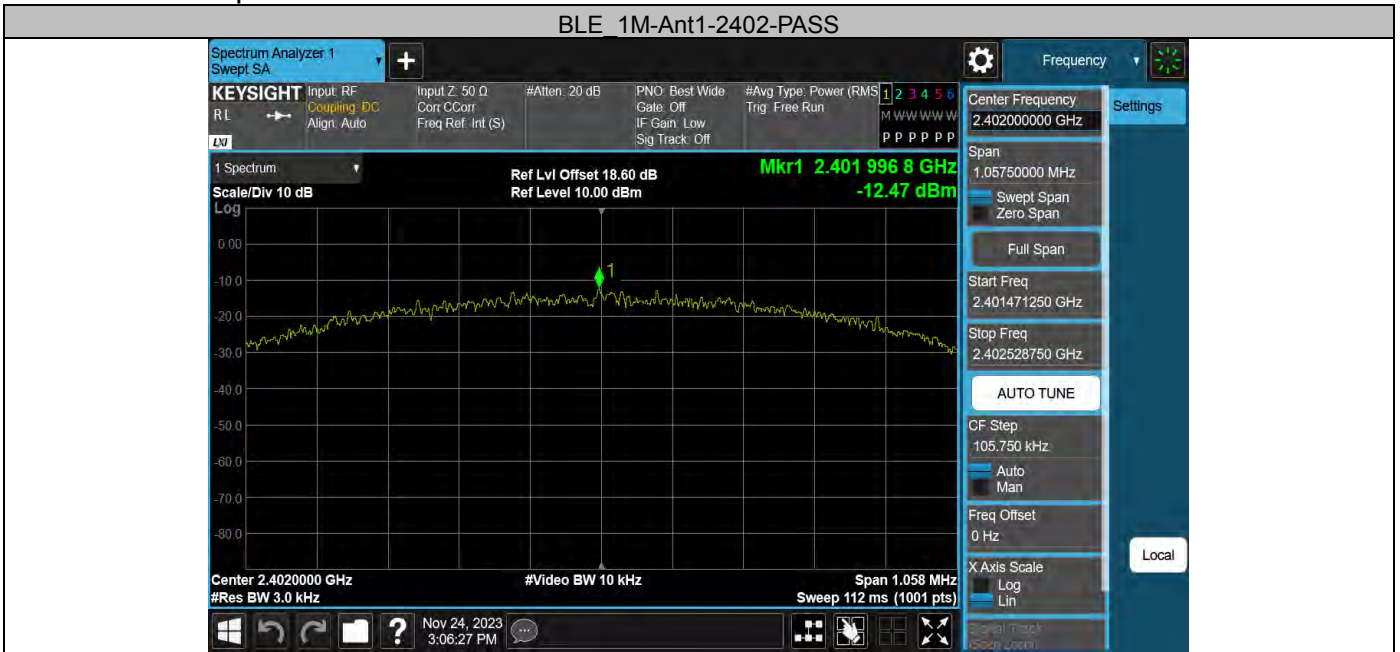 BLE_1M-Ant1-2402-PASS
Spectrum Analyzer 1
Swept SA
+
Frequency
KEYSIGHT
RL
LXI
Input: RF
Coupling: DC
Align: Auto
Input Z: 50 Ω
Corr CCorr
Freq Ref: Int (S)
#Atten: 20 dB
PNO: Best Wide
Gate: Off
IF Gain: Low
Sig Track: Off
#Avg Type: Power (RMS
Trig: Free Run
1 2 3 4 5 6
M W W W W W
P P P P P P
1 Spectrum
Scale/Div 10 dB
Log
Ref Lvl Offset 18.60 dB
Ref Level 10.00 dBm
Mkr1 2.401 996 8 GHz
-12.47 dBm
1
0.00
-10.0
-20.0
-30.0
-40.0
-50.0
-60.0
-70.0
-80.0
Center 2.4020000 GHz
#Res BW 3.0 kHz
#Video BW 10 kHz
Span 1.058 MHz
Sweep 112 ms (1001 pts)
Center Frequency
2.402000000 GHz
Settings
Span
1.05750000 MHz
Swept Span
Zero Span
Full Span
Start Freq
2.401471250 GHz
Stop Freq
2.402528750 GHz
AUTO TUNE
CF Step
105.750 kHz
Auto
Man
Freq Offset
0 Hz
X Axis Scale
Log
Lin
Signal Track
(Span Zoom)
Local
?
Nov 24, 2023
3:06:27 PM